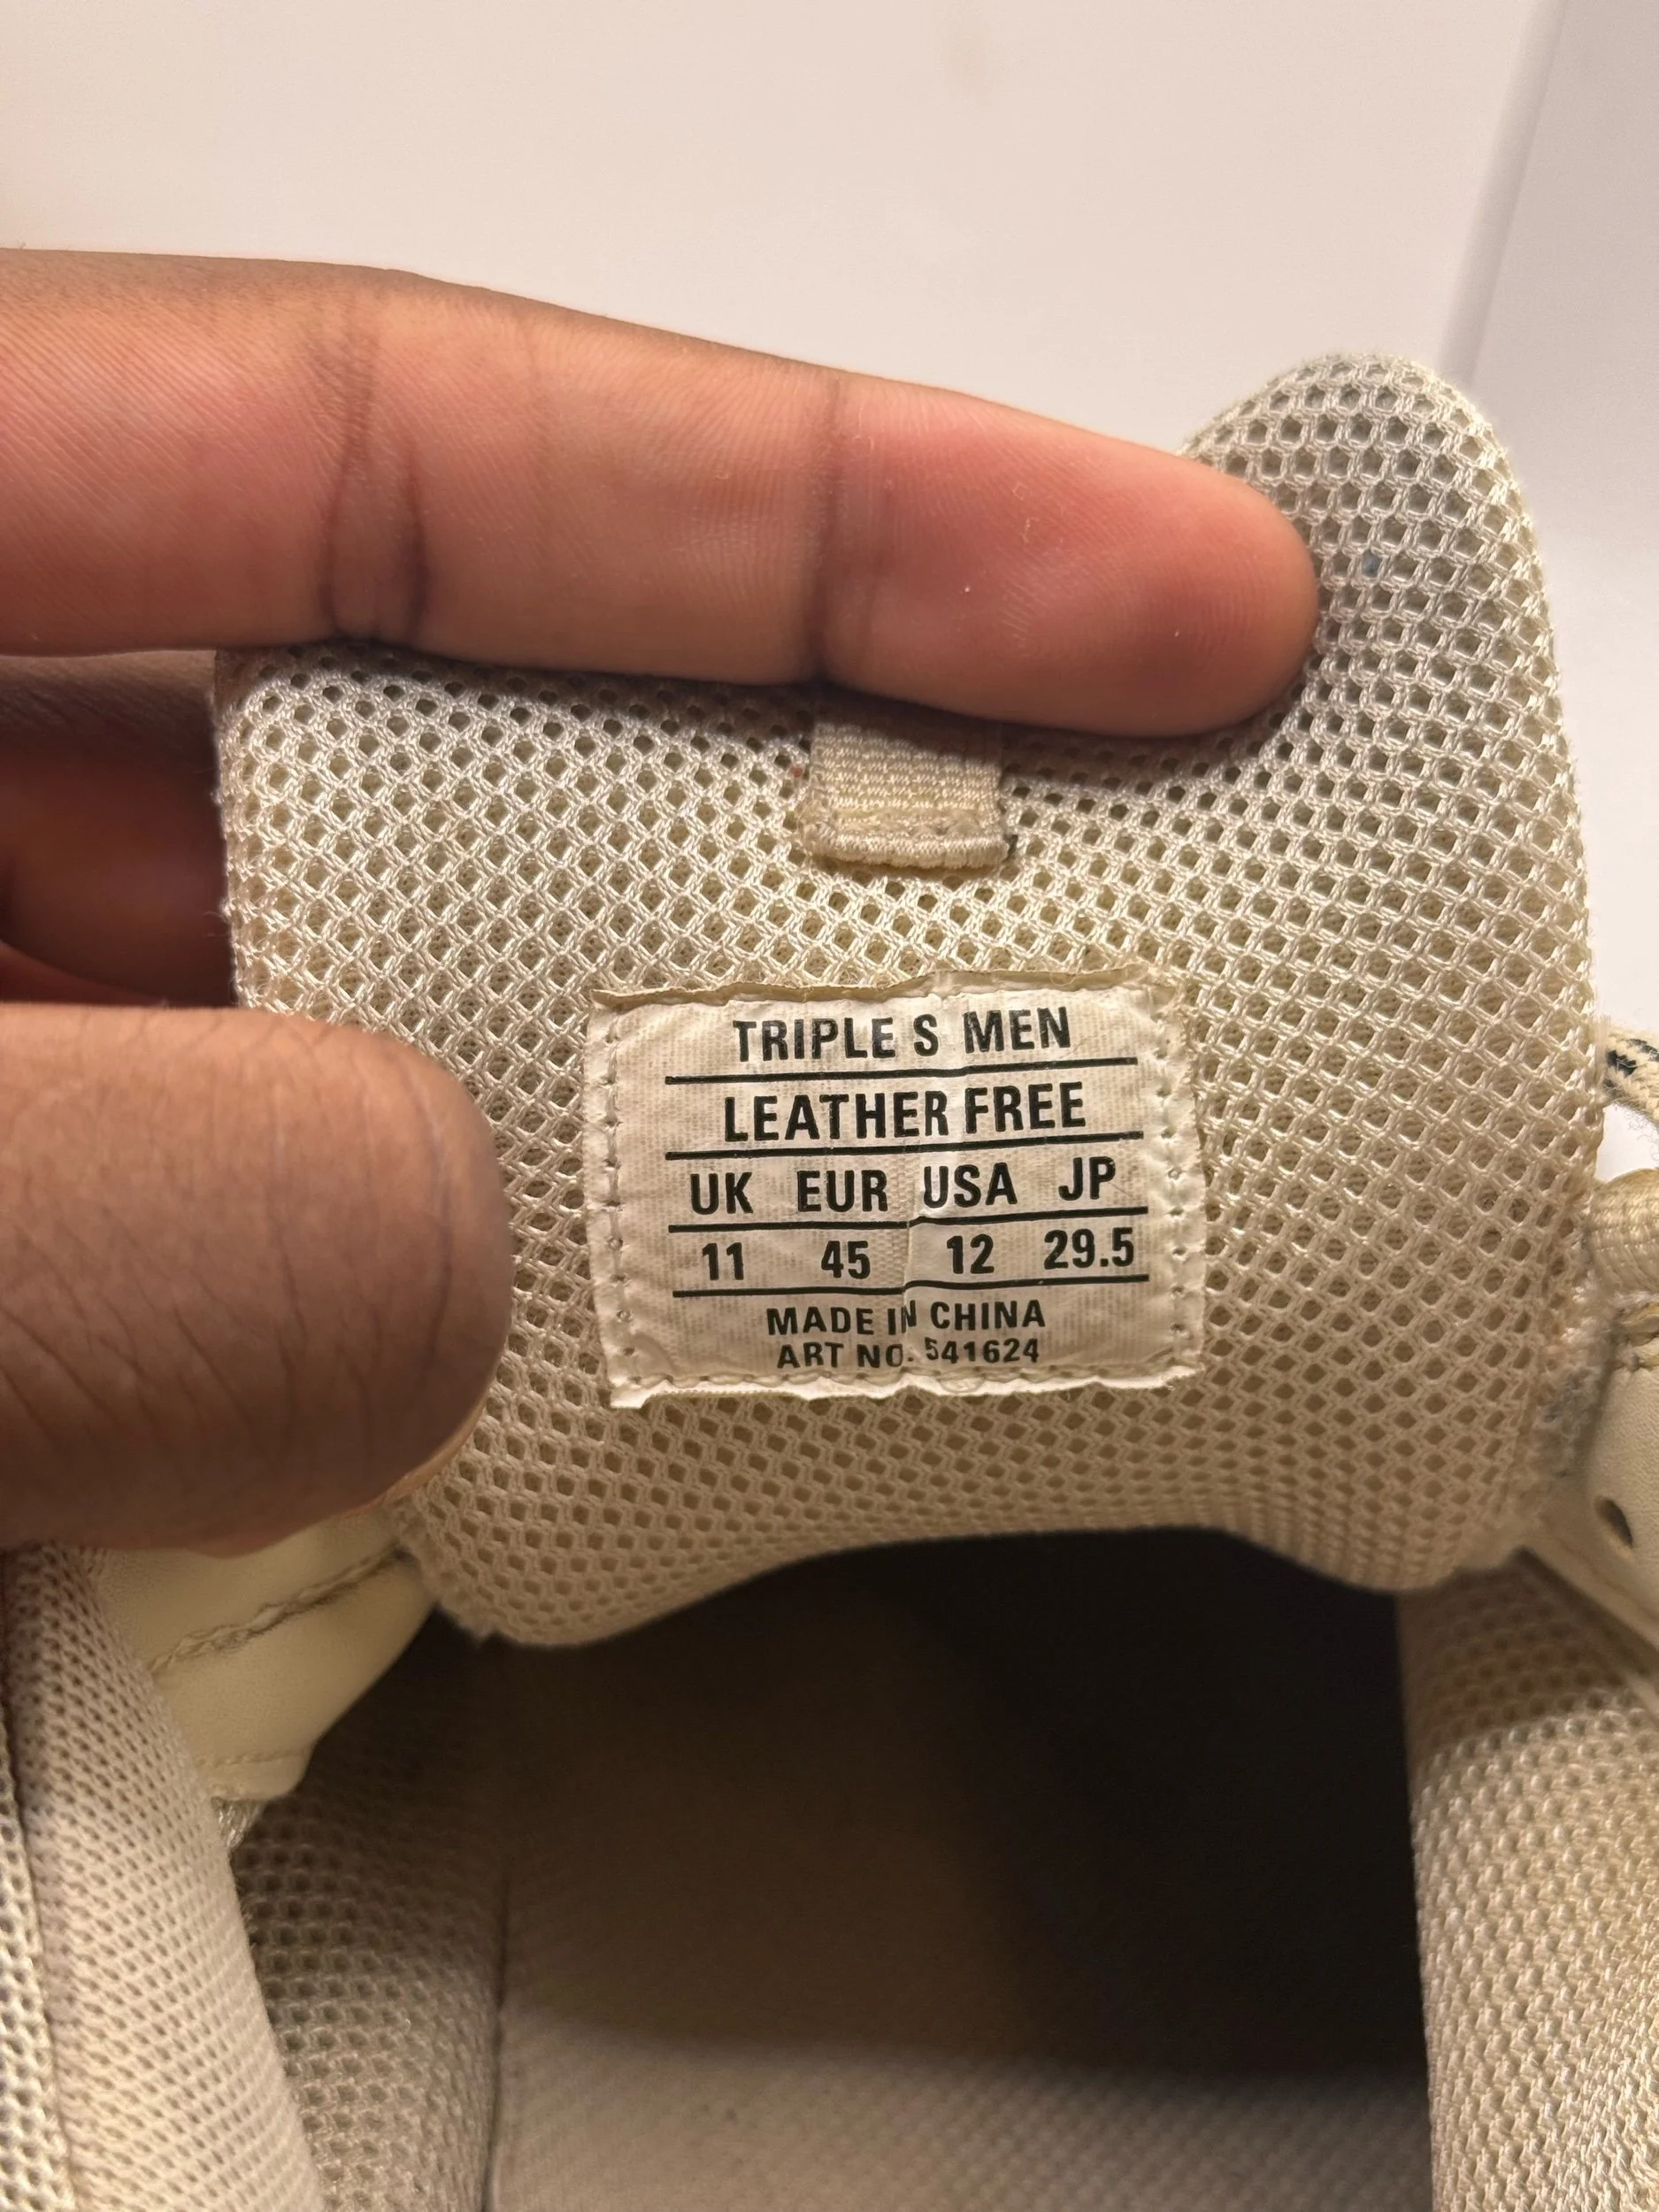 TRIPLE S MEN
LEATHER FREE
UK EUR USA JP
11 45 12 29.5
MADE IN CHINA
ART NO. 541624